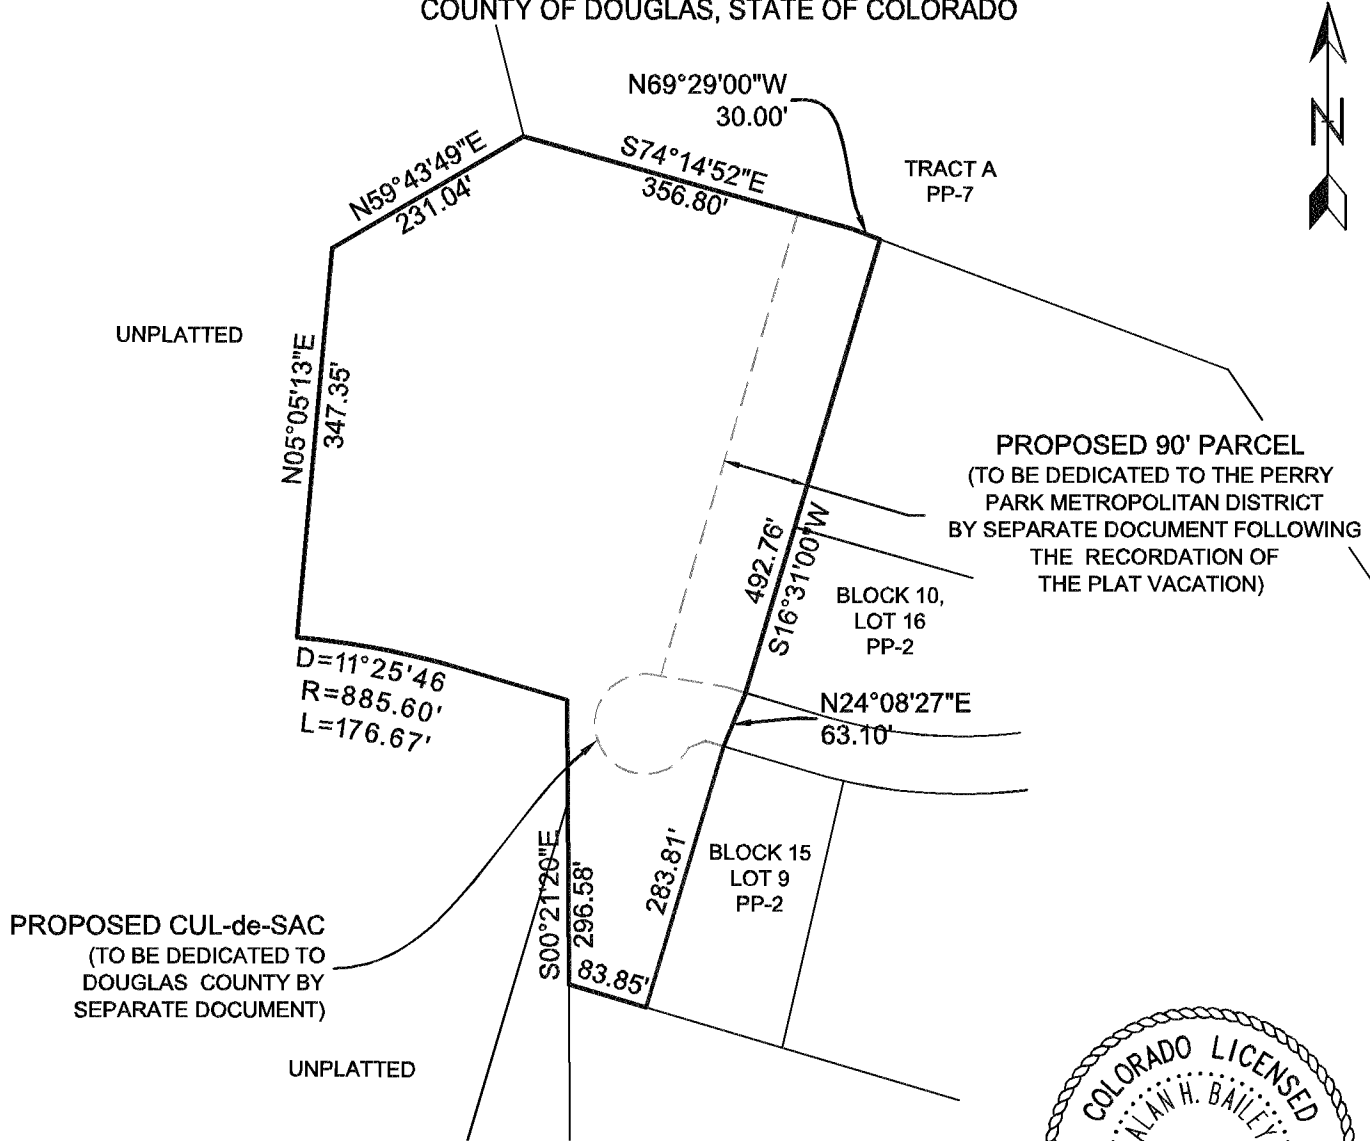 COUNTY OF DOUGLAS, STATE OF COLORADO
N69°29'00"W
30.00'
N
N59°43'49"E
231.04'
S74°14'52"E
356.80'
TRACT A
PP-7
UNPLATTED
N05°05'13"E
347.35'
PROPOSED 90' PARCEL
(TO BE DEDICATED TO THE PERRY
PARK METROPOLITAN DISTRICT
BY SEPARATE DOCUMENT FOLLOWING
THE RECORDATION OF
THE PLAT VACATION)
492.76'
S16°31'00"W
BLOCK 10,
LOT 16
PP-2
D=11°25'46
R=885.60'
L=176.67'
N24°08'27"E
63.10'
S00°21'20"E
296.58'
283.81'
BLOCK 15
LOT 9
PP-2
PROPOSED CUL-de-SAC
(TO BE DEDICATED TO
DOUGLAS COUNTY BY
SEPARATE DOCUMENT)
83.85'
UNPLATTED
COLORADO LICENSED
ALAN H. BAILEY